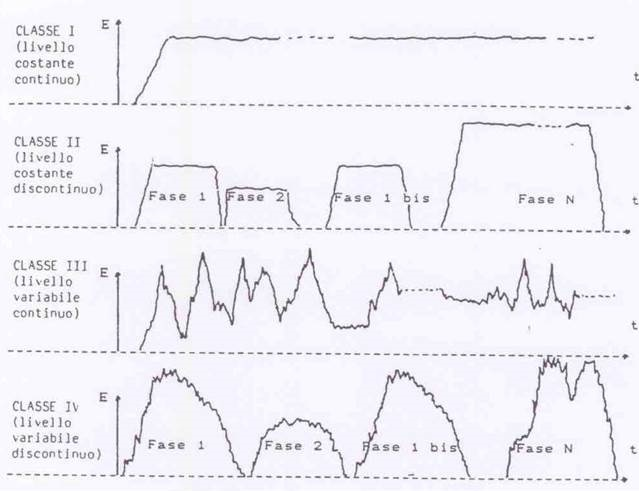 CLASSE I
(livello
costante
continuo)
E
t
CLASSE II
(livello
costante
discontinuo)
E
Fase 1
Fase 2
Fase 1 bis
Fase N
t
CLASSE III
(livello
variabile
continuo)
E
t
CLASSE IV
(livello
variabile
discontinuo)
E
Fase 1
Fase 2
Fase 1 bis
Fase N
t